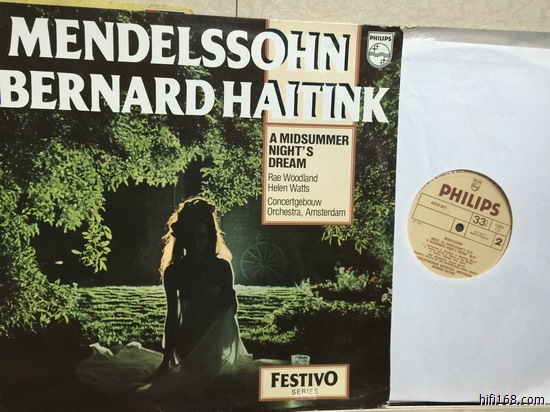 MENDELSSOHN
BERNARD HAITINK
PHILIPS
A MIDSUMMER
NIGHT'S
DREAM
Rae Woodland
Helen Watts
Concertgebouw
Orchestra, Amsterdam
FESTIVO
SERIES
PHILIPS
33
2
hifi168.com